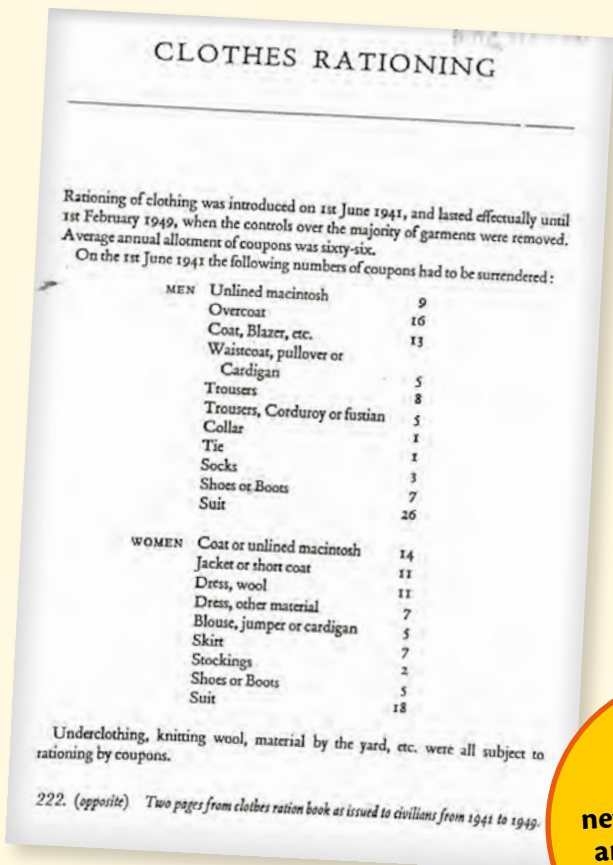 CLOTHES RATIONING
Rationing of clothing was introduced on 1st June 1941, and lasted effectually until
1st February 1949, when the controls over the majority of garments were removed.
Average annual allotment of coupons was sixty-six.
On the 1st June 1941 the following numbers of coupons had to be surrendered:
MEN Unlined macintosh 9
Overcoat 16
Coat, Blazer, etc. 13
Waistcoat, pullover or
Cardigan 5
Trousers 8
Trousers, Corduroy or fustian 5
Collar 1
Tie 1
Socks 3
Shoes or Boots 7
Suit 26
WOMEN Coat or unlined macintosh 14
Jacket or short coat 11
Dress, wool 11
Dress, other material 7
Blouse, jumper or cardigan 5
Skirt 7
Stockings 2
Shoes or Boots 5
Suit 18
Underclothing, knitting wool, material by the yard, etc. were all subject to
rationing by coupons.
222. (opposite) Two pages from clothes ration book as issued to civilians from 1941 to 1949.